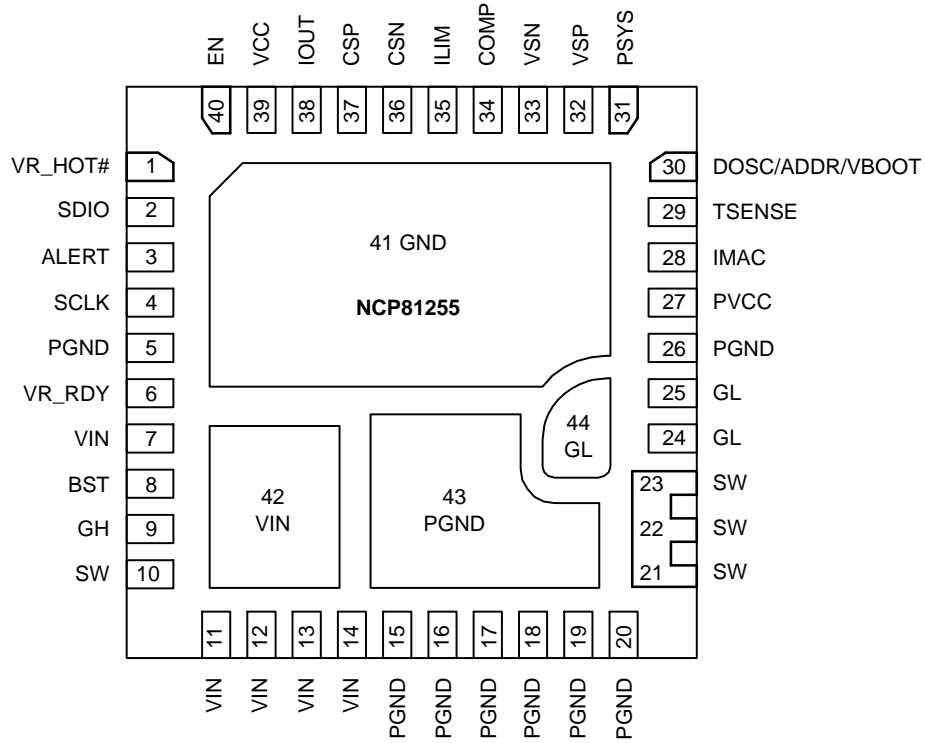 EN
VCC
IOUT
CSP
CSN
ILIM
COMP
VSN
VSP
PSYS
40
39
38
37
36
35
34
33
32
31
VR_HOT# 1
SDIO 2
ALERT 3
SCLK 4
PGND 5
VR_RDY 6
VIN 7
BST 8
GH 9
SW 10
41 GND
NCP81255
42
VIN
43
PGND
44
GL
30 DOSC/ADDR/VBOOT
29 TSENSE
28 IMAC
27 PVCC
26 PGND
25 GL
24 GL
23 SW
22 SW
21 SW
11
12
13
14
15
16
17
18
19
20
VIN
VIN
VIN
VIN
PGND
PGND
PGND
PGND
PGND
PGND